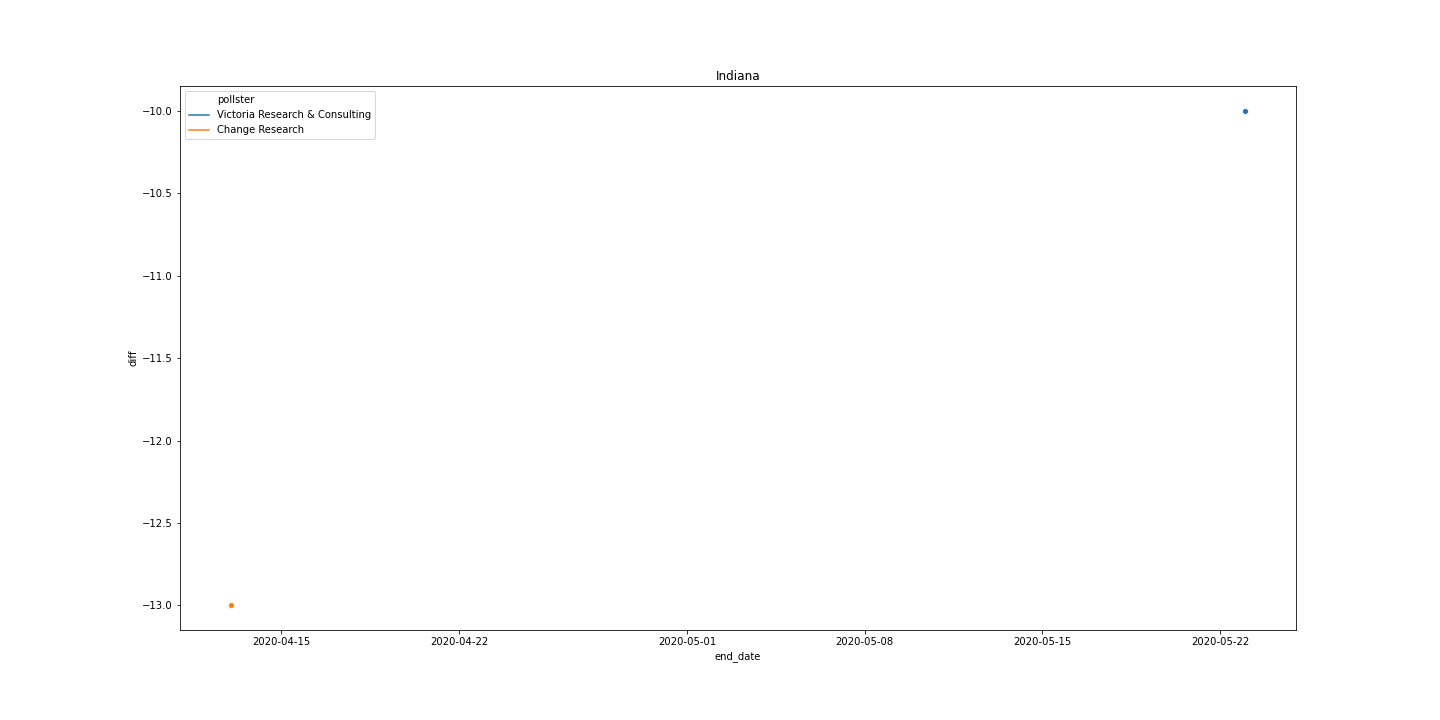 Indiana
pollster
Victoria Research & Consulting
Change Research
−10.0
−10.5
−11.0
−11.5
−12.0
−12.5
−13.0
diff
2020-04-15 2020-04-22 2020-05-01 2020-05-08 2020-05-15 2020-05-22
end_date